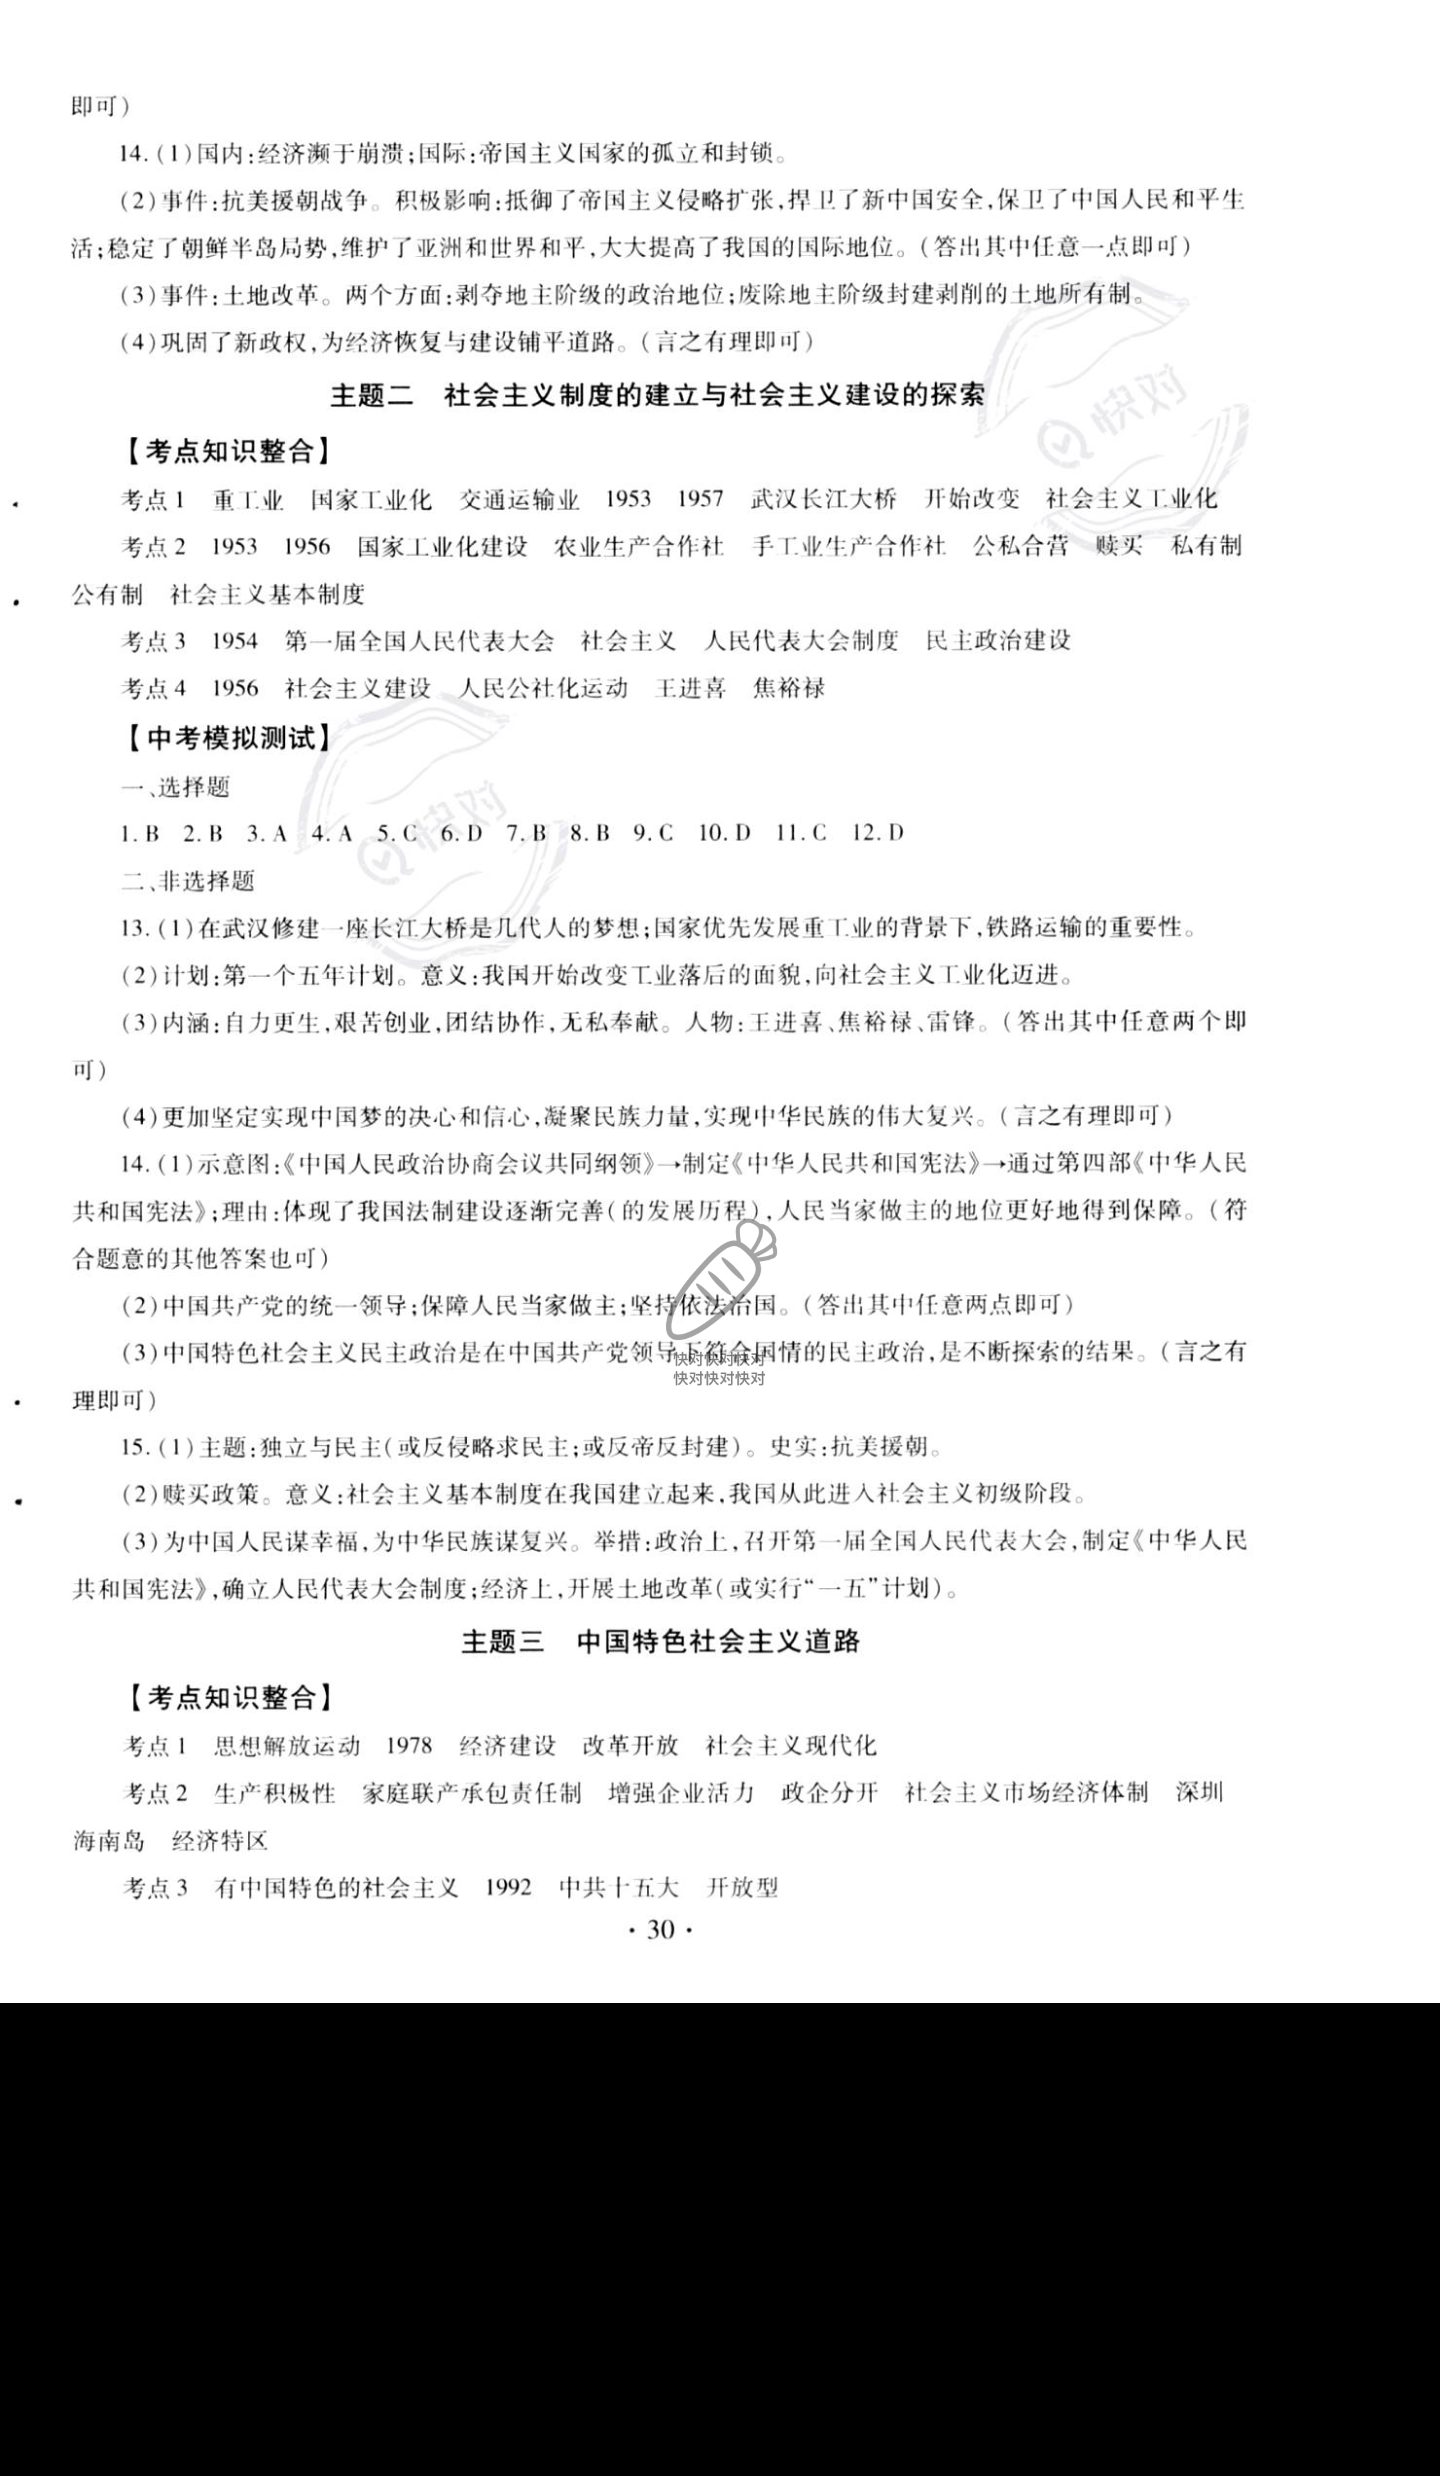 即可)
14.(1)国内:经济濒于崩溃;国际:帝国主义国家的孤立和封锁。
(2)事件:抗美援朝战争。积极影响:抵御了帝国主义侵略扩张,捍卫了新中国安全,保卫了中国人民和平生
活;稳定了朝鲜半岛局势,维护了亚洲和世界和平,大大提高了我国的国际地位。(答出其中任意一点即可)
(3)事件:土地改革。两个方面:剥夺地主阶级的政治地位;废除地主阶级封建剥削的土地所有制。
(4)巩固了新政权,为经济恢复与建设铺平道路。(言之有理即可)
主题二 社会主义制度的建立与社会主义建设的探索
快对
【考点知识整合】
考点1 重工业 国家工业化 交通运输业 1953 1957 武汉长江大桥 开始改变 社会主义工业化
考点2 1953 1956 国家工业化建设 农业生产合作社 手工业生产合作社 公私合营 赎买 私有制
公有制 社会主义基本制度
考点3 1954 第一届全国人民代表大会 社会主义 人民代表大会制度 民主政治建设
考点4 1956 社会主义建设 人民公社化运动 王进喜 焦裕禄
【中考模拟测试】
一、选择题
快对
1.B 2.B 3.A 4.A 5.C 6.D 7.B 8.B 9.C 10.D 11.C 12.D
二、非选择题
13.(1)在武汉修建一座长江大桥是几代人的梦想;国家优先发展重工业的背景下,铁路运输的重要性。
(2)计划:第一个五年计划。意义:我国开始改变工业落后的面貌,向社会主义工业化迈进。
(3)内涵:自力更生,艰苦创业,团结协作,无私奉献。人物:王进喜、焦裕禄、雷锋。(答出其中任意两个即
可)
(4)更加坚定实现中国梦的决心和信心,凝聚民族力量,实现中华民族的伟大复兴。(言之有理即可)
14.(1)示意图:《中国人民政治协商会议共同纲领》→制定《中华人民共和国宪法》→通过第四部《中华人民
共和国宪法》;理由:体现了我国法制建设逐渐完善(的发展历程),人民当家做主的地位更好地得到保障。(符
合题意的其他答案也可)
(2)中国共产党的统一领导;保障人民当家做主;坚持依法治国。(答出其中任意两点即可)
(3)中国特色社会主义民主政治是在中国共产党领导下符合国情的民主政治,是不断探索的结果。(言之有
快对快对快对
快对快对快对
理即可)
15.(1)主题:独立与民主(或反侵略求民主;或反帝反封建)。史实:抗美援朝。
(2)赎买政策。意义:社会主义基本制度在我国建立起来,我国从此进入社会主义初级阶段。
(3)为中国人民谋幸福,为中华民族谋复兴。举措:政治上,召开第一届全国人民代表大会,制定《中华人民
共和国宪法》,确立人民代表大会制度;经济上,开展土地改革(或实行“一五”计划)。
主题三 中国特色社会主义道路
【考点知识整合】
考点1 思想解放运动 1978 经济建设 改革开放 社会主义现代化
考点2 生产积极性 家庭联产承包责任制 增强企业活力 政企分开 社会主义市场经济体制 深圳
海南岛 经济特区
考点3 有中国特色的社会主义 1992 中共十五大 开放型
· 30 ·